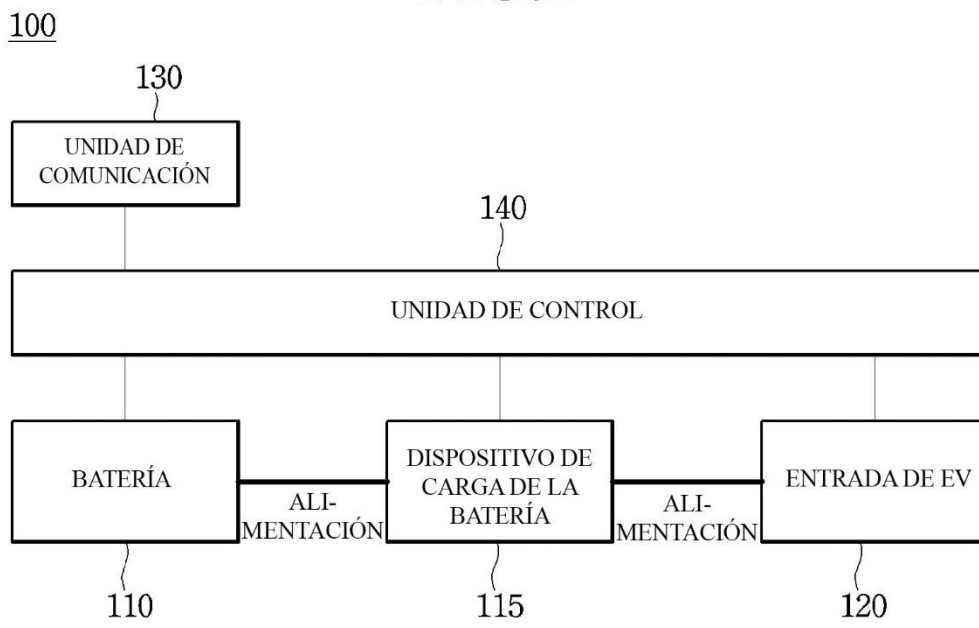 100
130
UNIDAD DE
COMUNICACIÓN
140
UNIDAD DE CONTROL
BATERÍA
ALI-
MENTACIÓN
DISPOSITIVO DE
CARGA DE LA
BATERÍA
ALI-
MENTACIÓN
ENTRADA DE EV
110
115
120